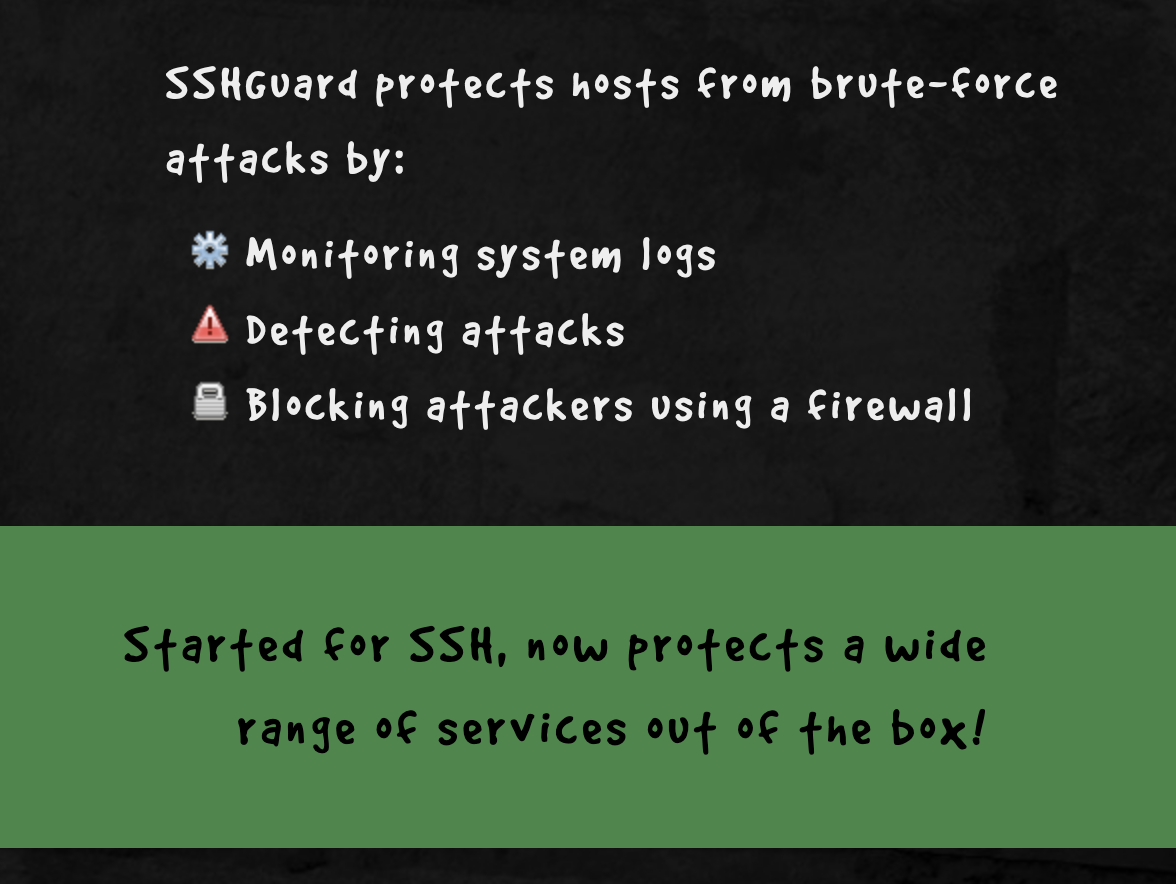 SSHGuard protects hosts from brute-force
attacks by:
Monitoring system logs
Detecting attacks
Blocking attackers using a firewall
Started for SSH, now protects a wide
range of services out of the box!